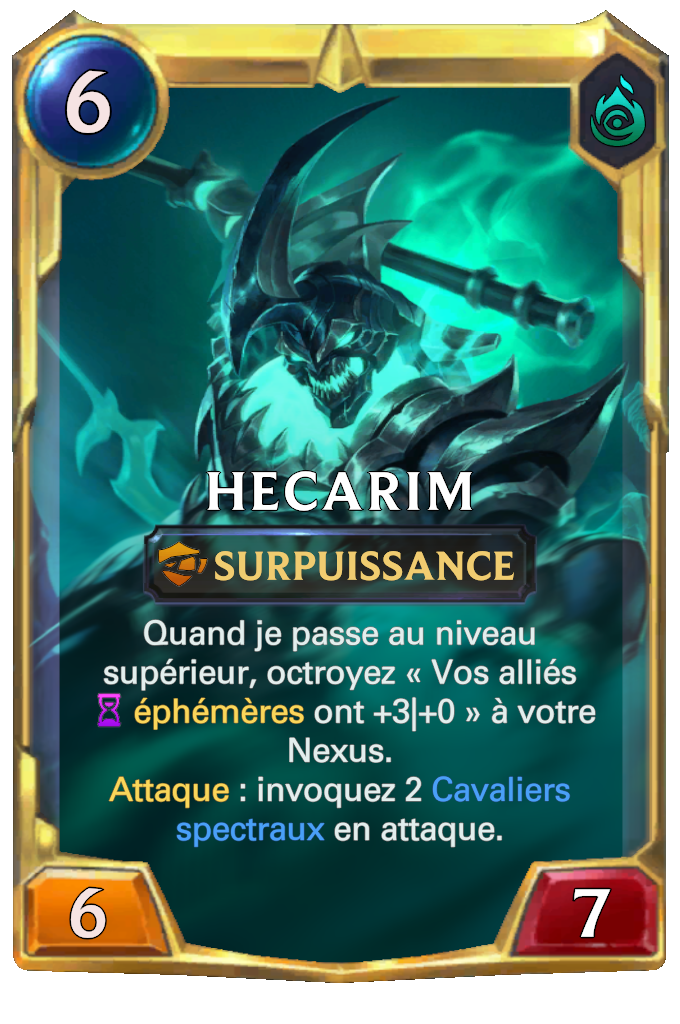 6
HECARIM
SURPUISSANCE
Quand je passe au niveau
supérieur, octroyez « Vos alliés
éphémères ont +3|+0 » à votre
Nexus.
Attaque : invoquez 2 Cavaliers
spectraux en attaque.
6
7